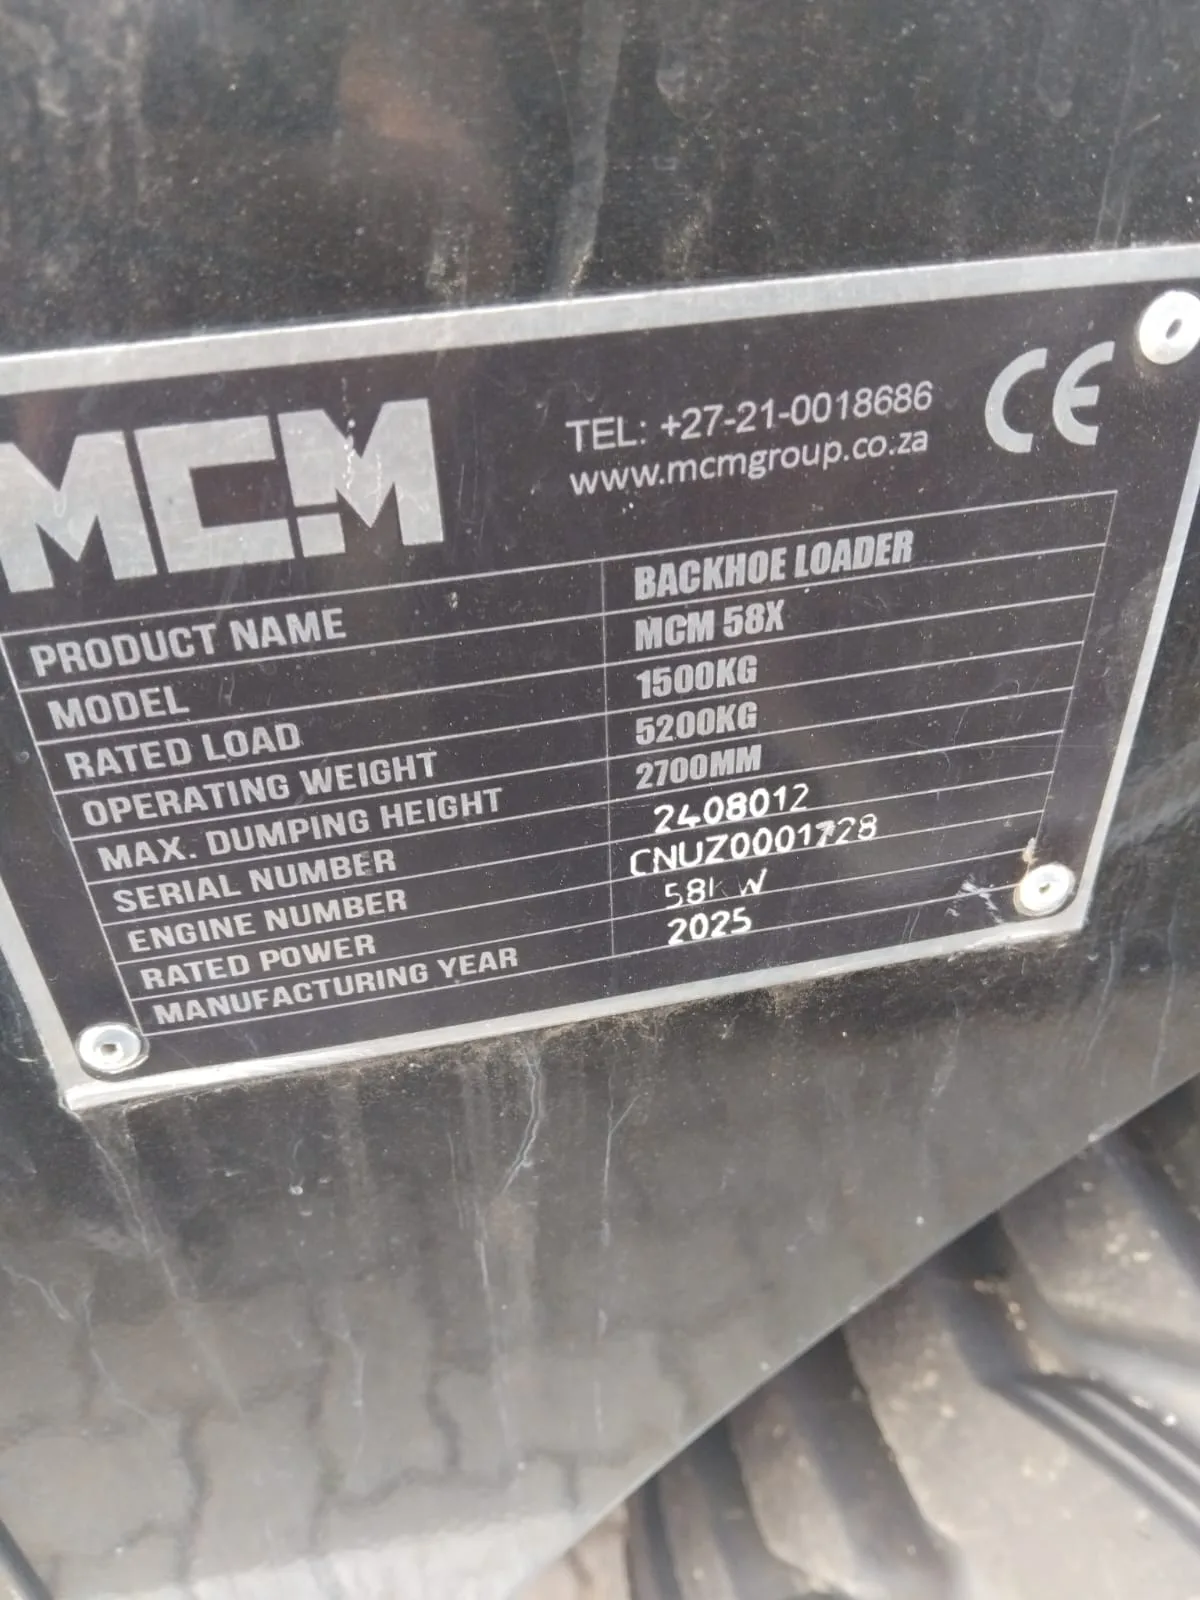 MCM
TEL: +27-21-0018686
www.mcmgroup.co.za
CE
PRODUCT NAME BACKHOE LOADER
MODEL MCM 58X
RATED LOAD 1500KG
OPERATING WEIGHT 5200KG
MAX. DUMPING HEIGHT 2700MM
SERIAL NUMBER 2408012
ENGINE NUMBER CNUZ0001728
RATED POWER 58kW
MANUFACTURING YEAR 2025